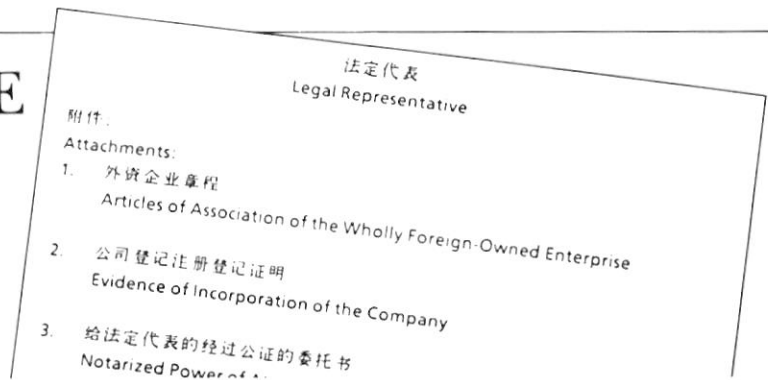 E
法定代表
Legal Representative
附件:
Attachments:
1. 外资企业章程
Articles of Association of the Wholly Foreign-Owned Enterprise
2. 公司登记注册登记证明
Evidence of Incorporation of the Company
3. 给法定代表的经过公证的委托书
Notarized Power of